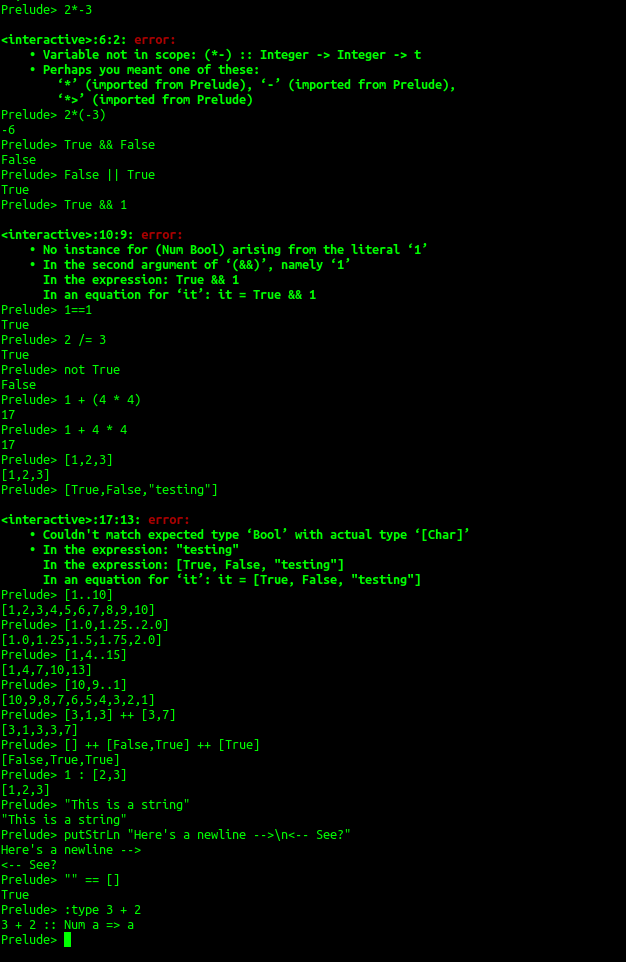 Prelude> 2*-3

<interactive>:6:2: error:
    • Variable not in scope: (*-) :: Integer -> Integer -> t
    • Perhaps you meant one of these:
        ‘*’ (imported from Prelude), ‘-’ (imported from Prelude),
        ‘*>’ (imported from Prelude)
Prelude> 2*(-3)
-6
Prelude> True && False
False
Prelude> False || True
True
Prelude> True && 1

<interactive>:10:9: error:
    • No instance for (Num Bool) arising from the literal ‘1’
    • In the second argument of ‘(&&)’, namely ‘1’
      In the expression: True && 1
      In an equation for ‘it’: it = True && 1
Prelude> 1==1
True
Prelude> 2 /= 3
True
Prelude> not True
False
Prelude> 1 + (4 * 4)
17
Prelude> 1 + 4 * 4
17
Prelude> [1,2,3]
[1,2,3]
Prelude> [True,False,"testing"]

<interactive>:17:13: error:
    • Couldn't match expected type ‘Bool’ with actual type ‘[Char]’
    • In the expression: "testing"
      In the expression: [True, False, "testing"]
      In an equation for ‘it’: it = [True, False, "testing"]
Prelude> [1..10]
[1,2,3,4,5,6,7,8,9,10]
Prelude> [1.0,1.25..2.0]
[1.0,1.25,1.5,1.75,2.0]
Prelude> [1,4..15]
[1,4,7,10,13]
Prelude> [10,9..1]
[10,9,8,7,6,5,4,3,2,1]
Prelude> [3,1,3] ++ [3,7]
[3,1,3,3,7]
Prelude> [] ++ [False,True] ++ [True]
[False,True,True]
Prelude> 1 : [2,3]
[1,2,3]
Prelude> "This is a string"
"This is a string"
Prelude> putStrLn "Here's a newline -->\n<-- See?"
Here's a newline -->
<-- See?
Prelude> "" == []
True
Prelude> :type 3 + 2
3 + 2 :: Num a => a
Prelude>